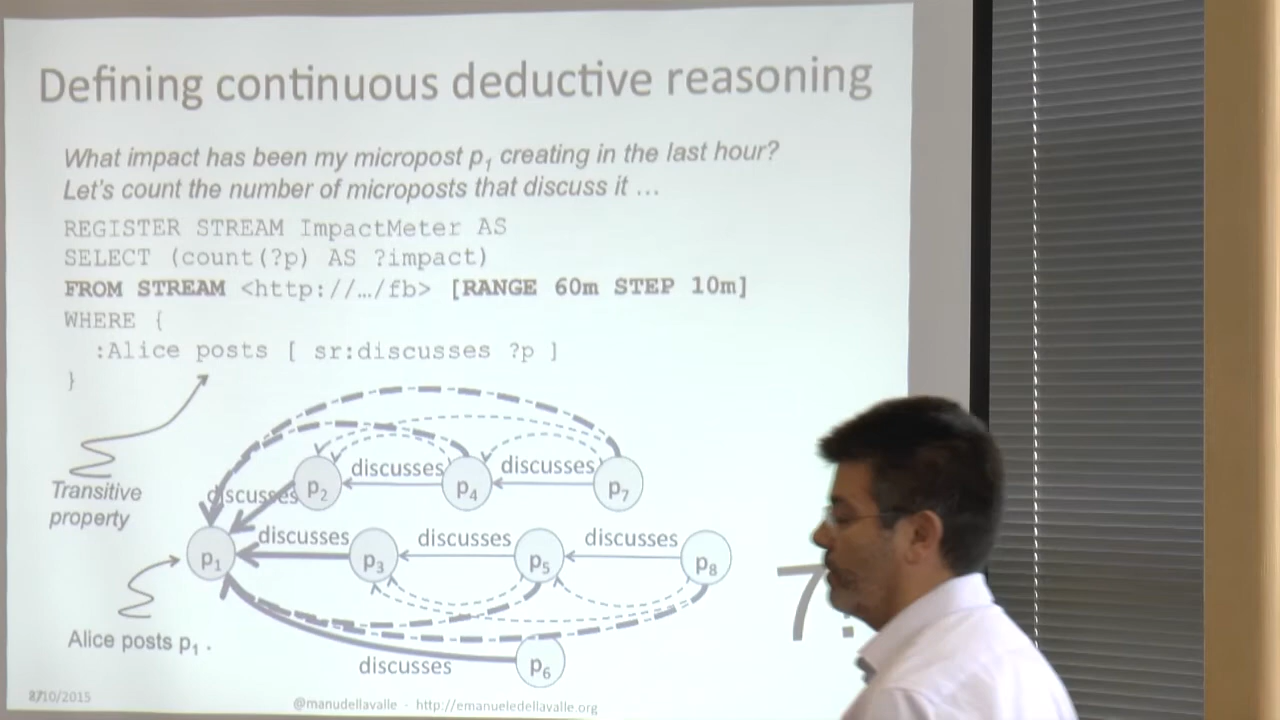 Defining continuous deductive reasoning
What impact has been my micropost p1 creating in the last hour?
Let's count the number of microposts that discuss it …
REGISTER STREAM ImpactMeter AS
SELECT (count(?p) AS ?impact)
FROM STREAM <http://…/fb> [RANGE 60m STEP 10m]
WHERE {
:Alice posts [ sr:discusses ?p ]
}
Transitive
property
discusses
discusses
discusses
p2
p4
p7
discusses
discusses
discusses
p1
p3
p5
p8
7!
Alice posts p1 .
discusses
p6
/10/2015
@manudellavalle - http://emanueledellavalle.org